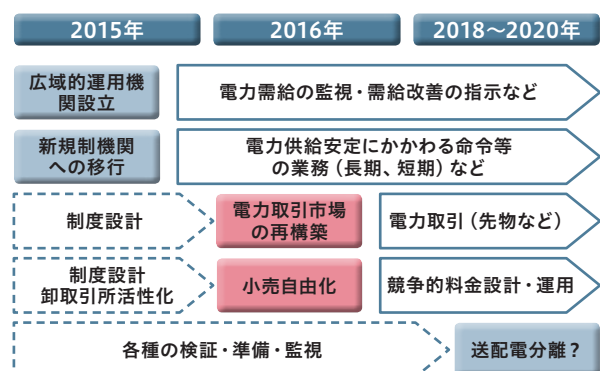 2015年
2016年
2018～2020年
広域的運用機
関設立
電力需給の監視・需給改善の指示など
新規制機関
への移行
電力供給安定にかかわる命令等
の業務（長期、短期）など
制度設計
電力取引市場
の再構築
電力取引（先物など）
制度設計
卸取引所活性化
小売自由化
競争的料金設計・運用
各種の検証・準備・監視
送配電分離？